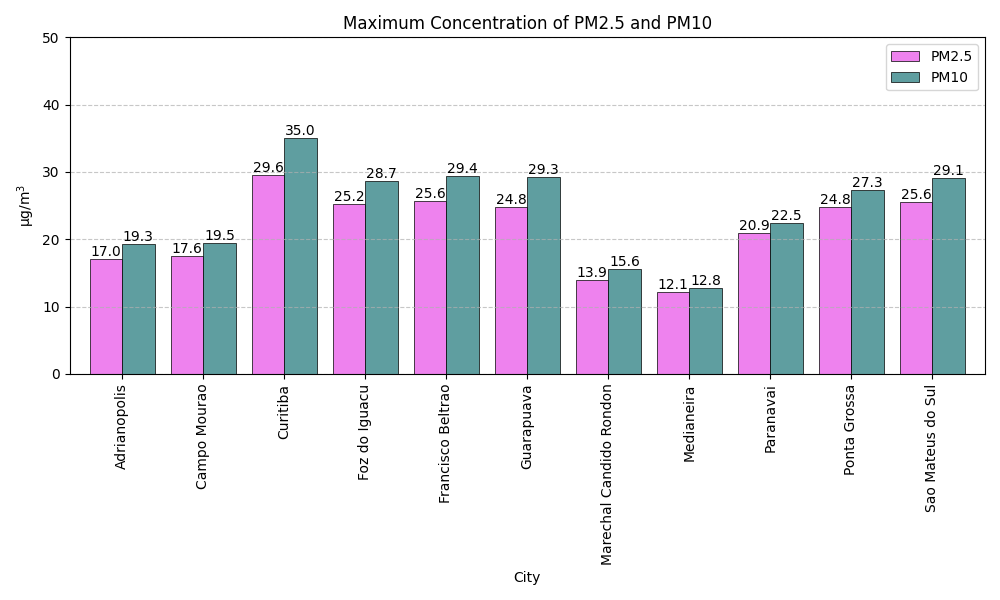 Maximum Concentration of PM2.5 and PM10
PM2.5
PM10
µg/m³
50
40
30
20
10
0
17.0
19.3
17.6
19.5
29.6
35.0
25.2
28.7
25.6
29.4
24.8
29.3
13.9
15.6
12.1
12.8
20.9
22.5
24.8
27.3
25.6
29.1
Adrianopolis
Campo Mourao
Curitiba
Foz do Iguacu
Francisco Beltrao
Guarapuava
Marechal Candido Rondon
Medianeira
Paranavai
Ponta Grossa
Sao Mateus do Sul
City